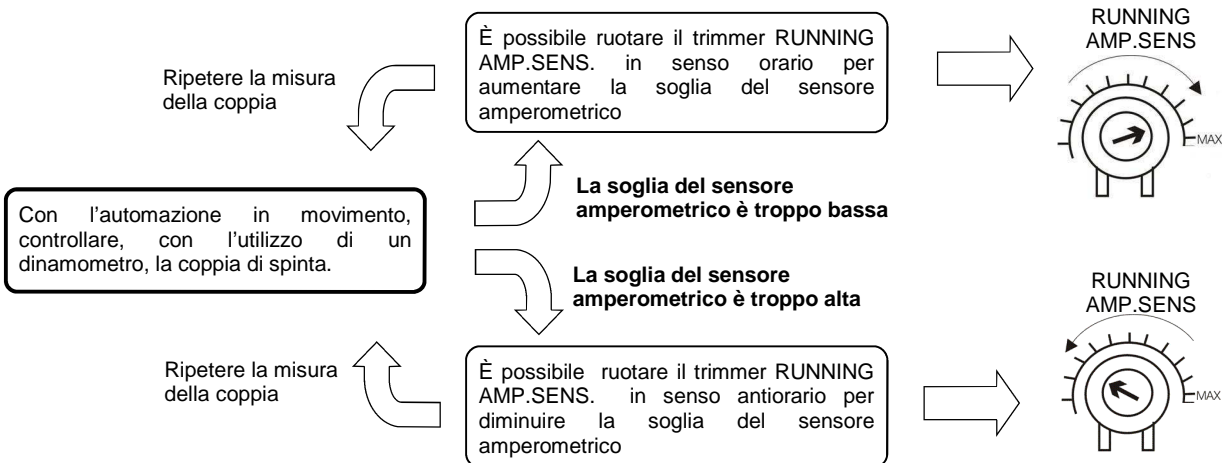 RUNNING
AMP.SENS
È possibile ruotare il trimmer RUNNING
AMP.SENS. in senso orario per
aumentare la soglia del sensore
amperometrico
Ripetere la misura
della coppia
MAX
La soglia del sensore
amperometrico è troppo bassa
Con l'automazione in movimento,
controllare, con l'utilizzo di un
dinamometro, la coppia di spinta.
La soglia del sensore
amperometrico è troppo alta
RUNNING
AMP.SENS
Ripetere la misura
della coppia
È possibile ruotare il trimmer RUNNING
AMP.SENS. in senso antiorario per
diminuire la soglia del sensore
amperometrico
MAX